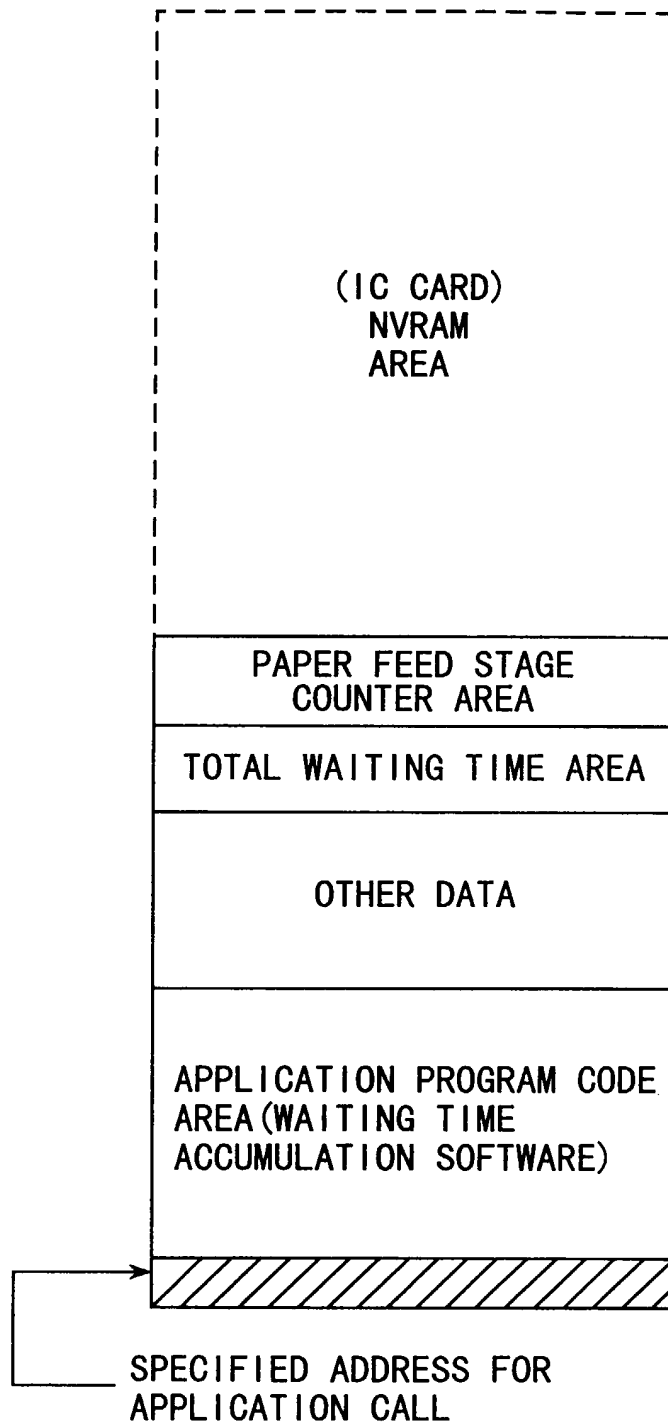 (IC CARD)
NVRAM
AREA
PAPER FEED STAGE
COUNTER AREA
TOTAL WAITING TIME AREA
OTHER DATA
APPLICATION PROGRAM CODE
AREA(WAITING TIME
ACCUMULATION SOFTWARE)
SPECIFIED ADDRESS FOR
APPLICATION CALL